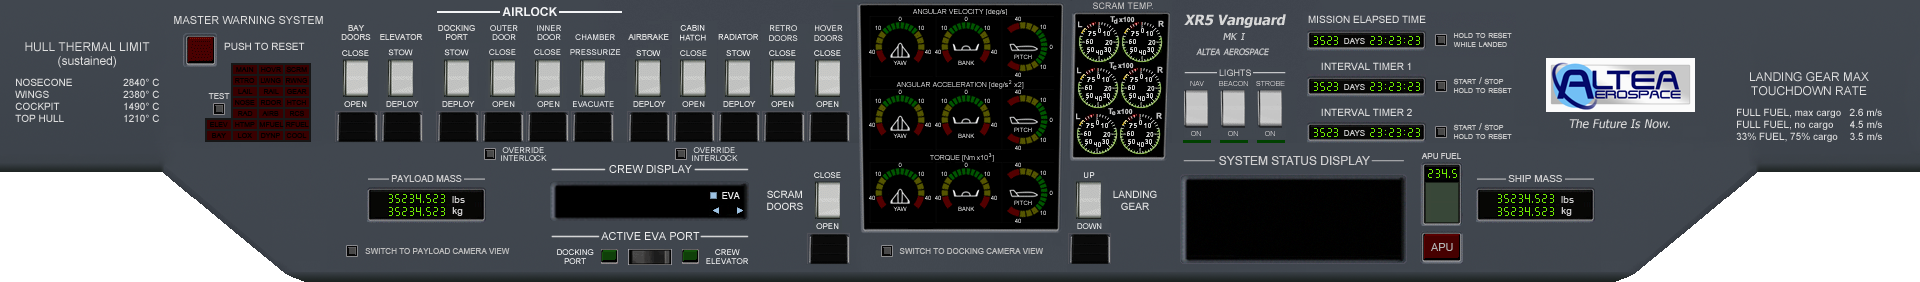 HULL THERMAL LIMIT
(sustained)
NOSECONE 2840° C
WINGS 2380° C
COCKPIT 1490° C
TOP HULL 1210° C
MASTER WARNING SYSTEM
PUSH TO RESET
TEST
AIRLOCK
BAY
DOORS
CLOSE
OPEN
ELEVATOR
STOW
DEPLOY
DOCKING
PORT
STOW
DEPLOY
OUTER
DOOR
CLOSE
OPEN
INNER
DOOR
CLOSE
OPEN
CHAMBER
PRESSURIZE
EVACUATE
AIRBRAKE
STOW
DEPLOY
CABIN
HATCH
CLOSE
OPEN
RADIATOR
STOW
DEPLOY
RETRO
DOORS
CLOSE
OPEN
HOVER
DOORS
CLOSE
OPEN
OVERRIDE
INTERLOCK
OVERRIDE
INTERLOCK
PAYLOAD MASS
35234.523 lbs
35234.523 kg
SWITCH TO PAYLOAD CAMERA VIEW
CREW DISPLAY
EVA
ACTIVE EVA PORT
DOCKING
PORT
CREW
ELEVATOR
SCRAM
DOORS
CLOSE
OPEN
ANGULAR VELOCITY [deg/s]
YAW
BANK
PITCH
ANGULAR ACCELERATION [deg/s² x2]
YAW
BANK
PITCH
TORQUE [Nm x10³]
YAW
BANK
PITCH
SWITCH TO DOCKING CAMERA VIEW
SCRAM TEMP.
L Td x100 R
Te x100
UP
DOWN
LANDING
GEAR
XR5 Vanguard
MK I
ALTEA AEROSPACE
LIGHTS
NAV BEACON STROBE
ON ON ON
MISSION ELAPSED TIME
3523 DAYS 23:23:23
HOLD TO RESET
WHILE LANDED
INTERVAL TIMER 1
3523 DAYS 23:23:23
START / STOP
HOLD TO RESET
INTERVAL TIMER 2
3523 DAYS 23:23:23
START / STOP
HOLD TO RESET
SYSTEM STATUS DISPLAY
APU FUEL
234.5
APU
SHIP MASS
35234.523 lbs
35234.523 kg
ALTEA
AEROSPACE
The Future Is Now.
LANDING GEAR MAX
TOUCHDOWN RATE
FULL FUEL, max cargo 2.6 m/s
FULL FUEL, no cargo 4.5 m/s
33% FUEL, 75% cargo 3.5 m/s